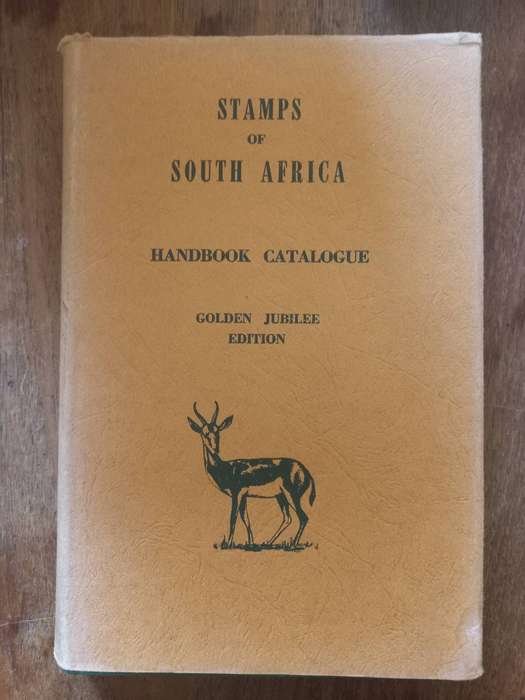 STAMPS
OF
SOUTH AFRICA
HANDBOOK CATALOGUE
GOLDEN JUBILEE
EDITION